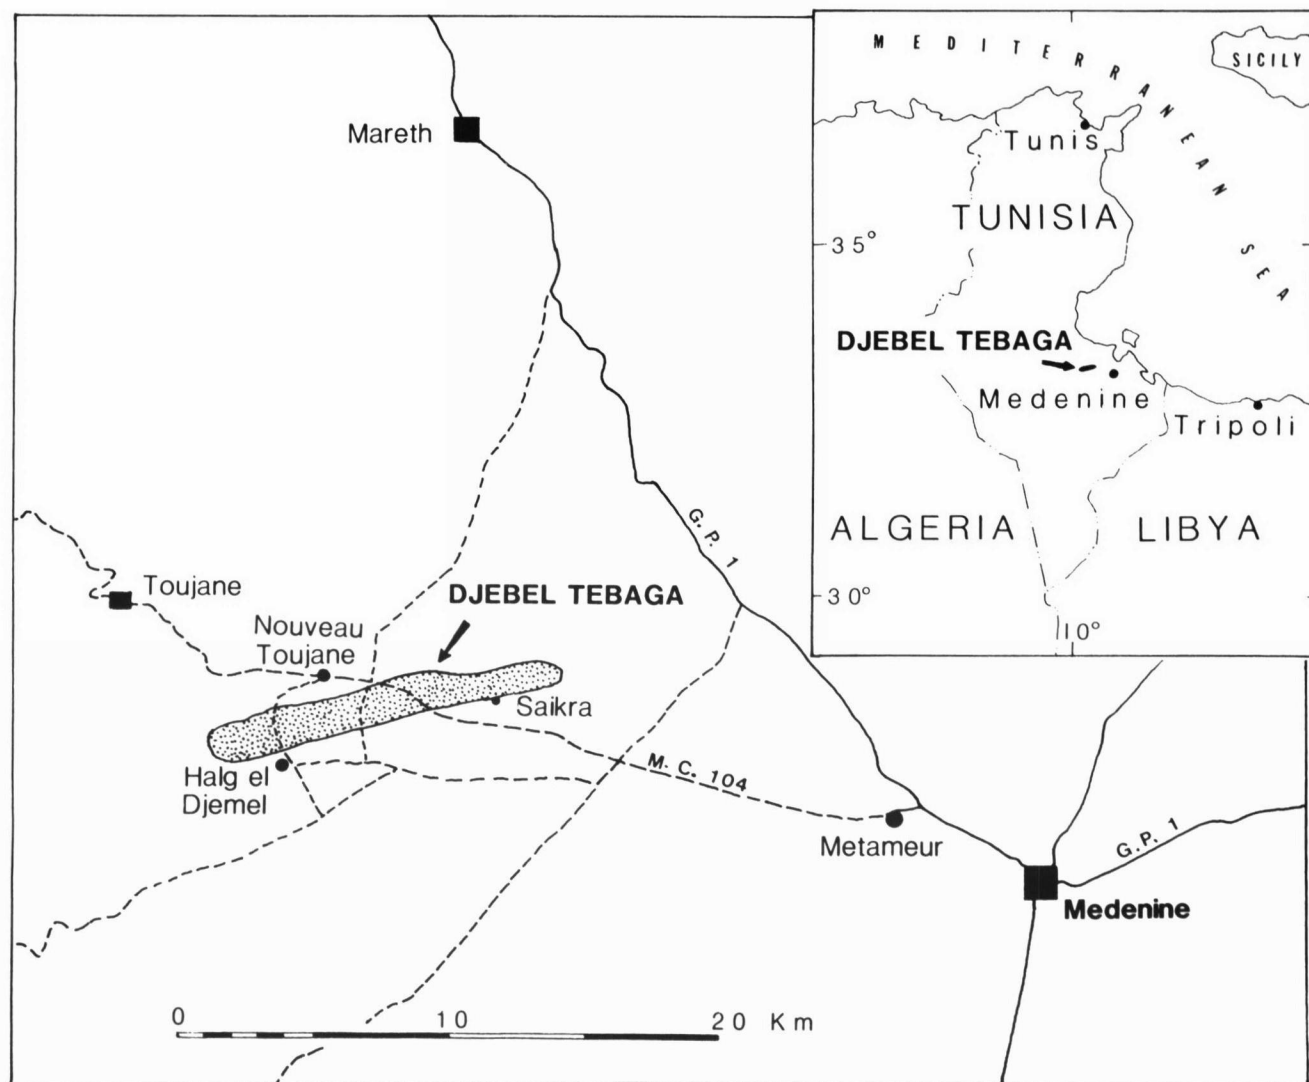 MEDITERRANEAN SEA
SICILY
Tunis
TUNISIA
35°
DJEBEL TEBAGA
Medenine
Tripoli
ALGERIA
LIBYA
30°
10°
Mareth
G.P. 1
Toujane
DJEBEL TEBAGA
Nouveau
Toujane
Saikra
Halg el
Djemel
M.C. 104
Metameur
G.P. 1
Medenine
0 10 20 Km